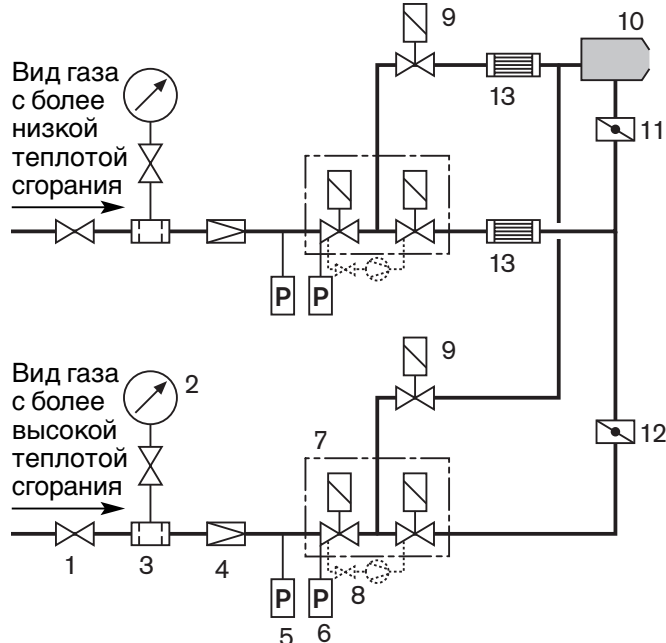 9
10
Вид газа
с более
низкой
теплотой
сгорания
13
11
13
P
P
9
Вид газа
с более
высокой
теплотой
сгорания
2
7
12
1
3
4
8
P
P
5
6